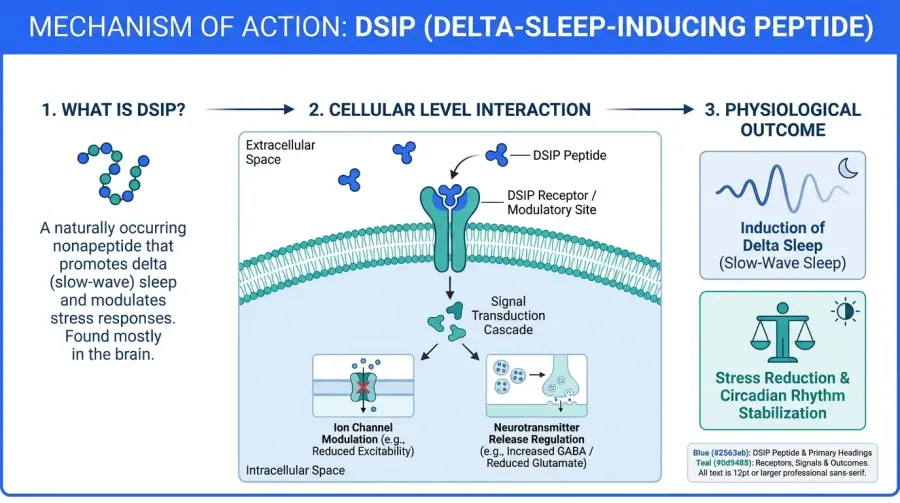 MECHANISM OF ACTION: DSIP (DELTA-SLEEP-INDUCING PEPTIDE)
1. WHAT IS DSIP?
A naturally occurring
nonapeptide that
promotes delta
(slow-wave) sleep
and modulates
stress responses.
Found mostly
in the brain.
2. CELLULAR LEVEL INTERACTION
Extracellular
Space
DSIP Peptide
DSIP Receptor /
Modulatory Site
Signal
Transduction
Cascade
Ion Channel
Modulation (e.g.,
Reduced Excitability)
Neurotransmitter
Release Regulation
(e.g., Increased GABA /
Reduced Glutamate)
Intracellular Space
3. PHYSIOLOGICAL
OUTCOME
Induction of
Delta Sleep
(Slow-Wave Sleep)
Stress Reduction &
Circadian Rhythm
Stabilization
Blue (#2563eb): DSIP Peptide & Primary Headings
Teal (#0d9488): Receptors, Signals & Outcomes.
All text is 12pt or larger professional sans-serif.